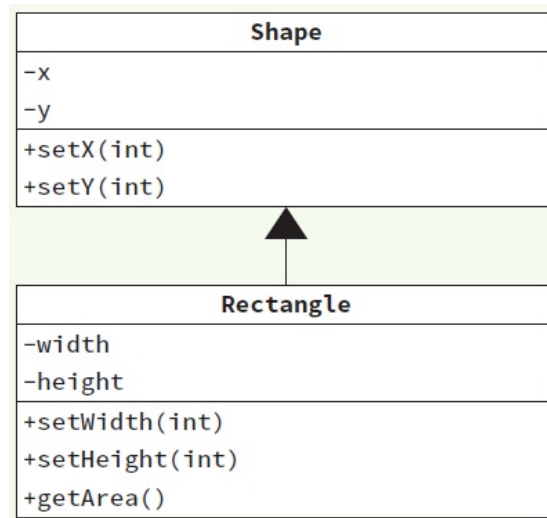 Shape
-x
-y
+setX(int)
+setY(int)
Rectangle
-width
-height
+setWidth(int)
+setHeight(int)
+getArea()